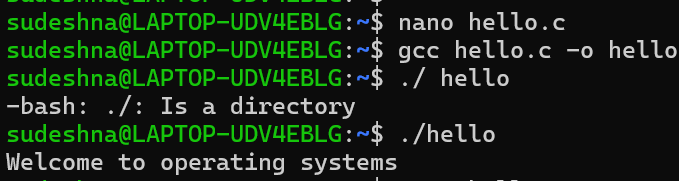 sudeshna@LAPTOP-UDV4EBLG:~$ nano hello.c
sudeshna@LAPTOP-UDV4EBLG:~$ gcc hello.c -o hello
sudeshna@LAPTOP-UDV4EBLG:~$ ./ hello
-bash: ./: Is a directory
sudeshna@LAPTOP-UDV4EBLG:~$ ./hello
Welcome to operating systems